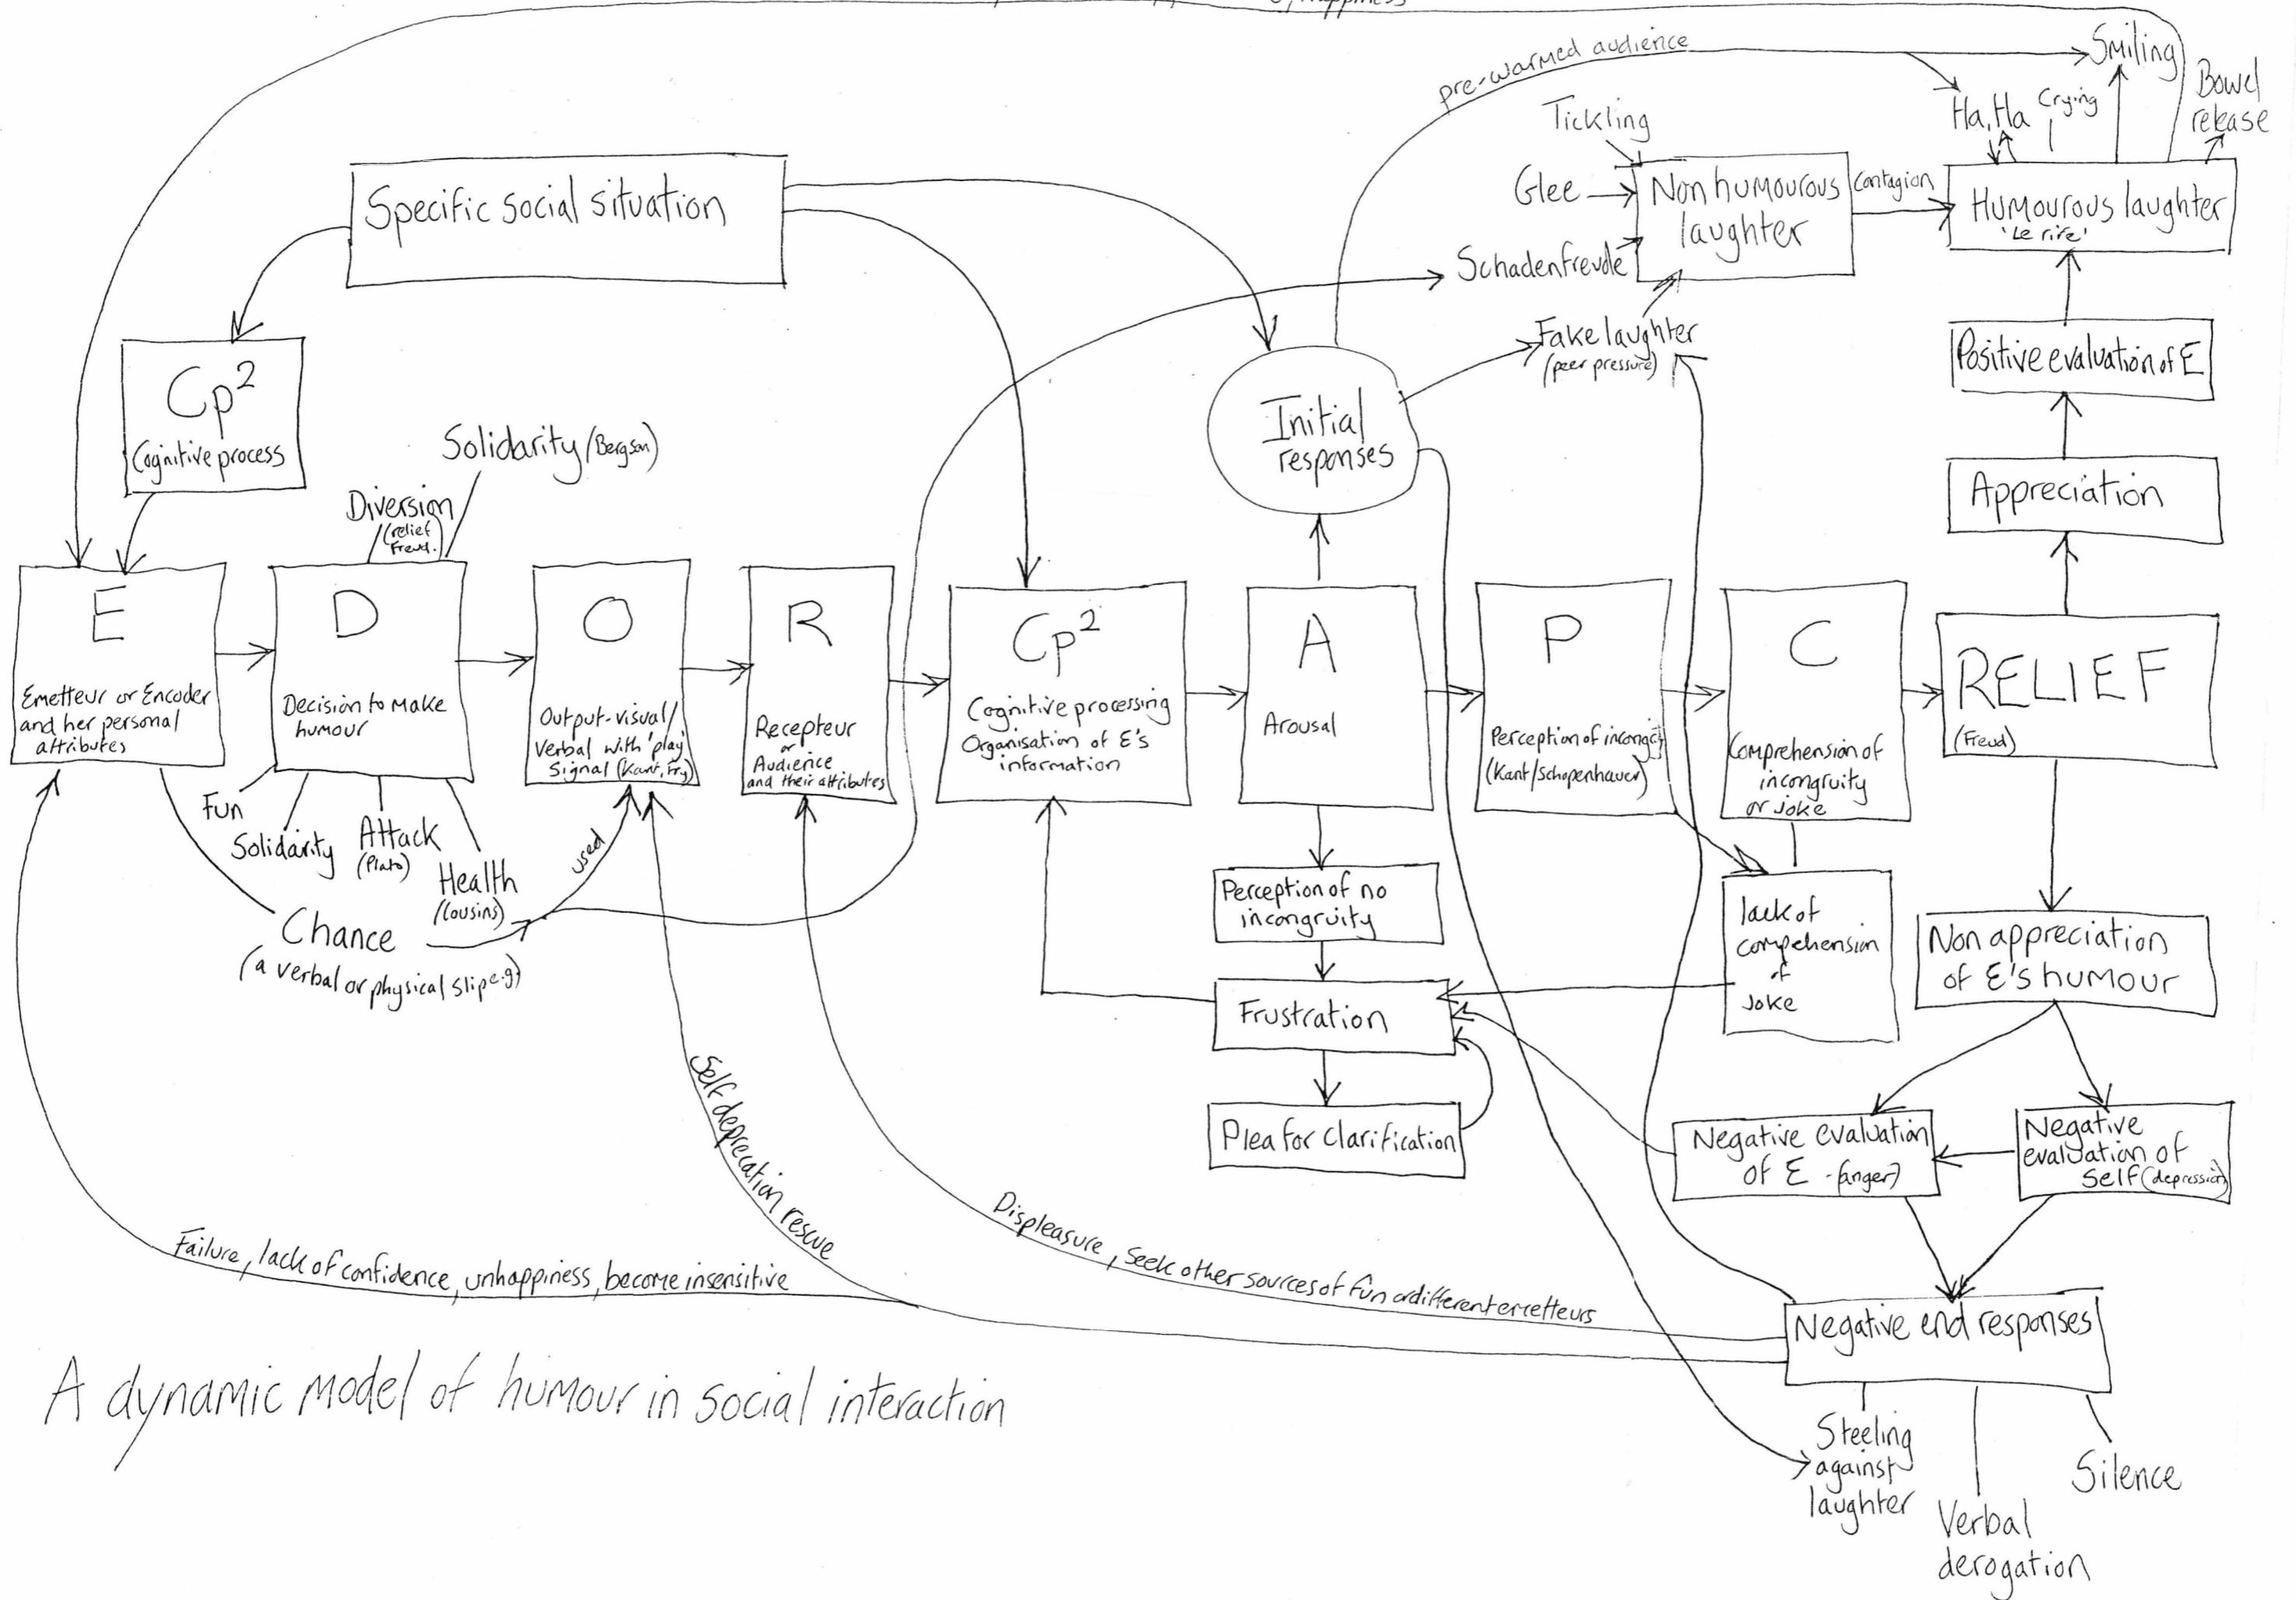 happiness
pre-warmed audience
Smiling
Bowel
release
Ha, Ha
Crying
Tickling
Glee
Non humourous
laughter
Contagion
Humourous laughter
'Le rire'
Specific social situation
Schadenfreude
Fake laughter
(peer pressure)
Positive evaluation of E
Cp²
Cognitive process
Initial
responses
Solidarity (Bergson)
Diversion
(relief
Freud.)
Appreciation
E
Emetteur or Encoder
and her personal
attributes
D
Decision to make
humour
O
Output-visual/
Verbal with 'play'
Signal (Kant, Fry)
R
Recepteur
or
Audience
and their attributes
Cp²
Cognitive processing
Organisation of E's
information
A
Arousal
P
Perception of incongity
(Kant/Schopenhauer)
C
Comprehension of
incongruity
or joke
RELIEF
(Freud)
Fun
Solidarity
Attack
(Plato)
Health
(Cousins)
used
Chance
(a verbal or physical slip e.g)
Perception of no
incongruity
Frustration
Plea for clarification
lack of
compehension
of
joke
Non appreciation
of E's humour
Negative evaluation
of E - (anger)
Negative
evaluation of
Self (depression)
Self deprecation rescue
Displeasure, seek other sources of fun or different emetteurs
Failure, lack of confidence, unhappiness, become insensitive
Negative end responses
A dynamic model of humour in social interaction
Steeling
against
laughter
Verbal
derogation
Silence